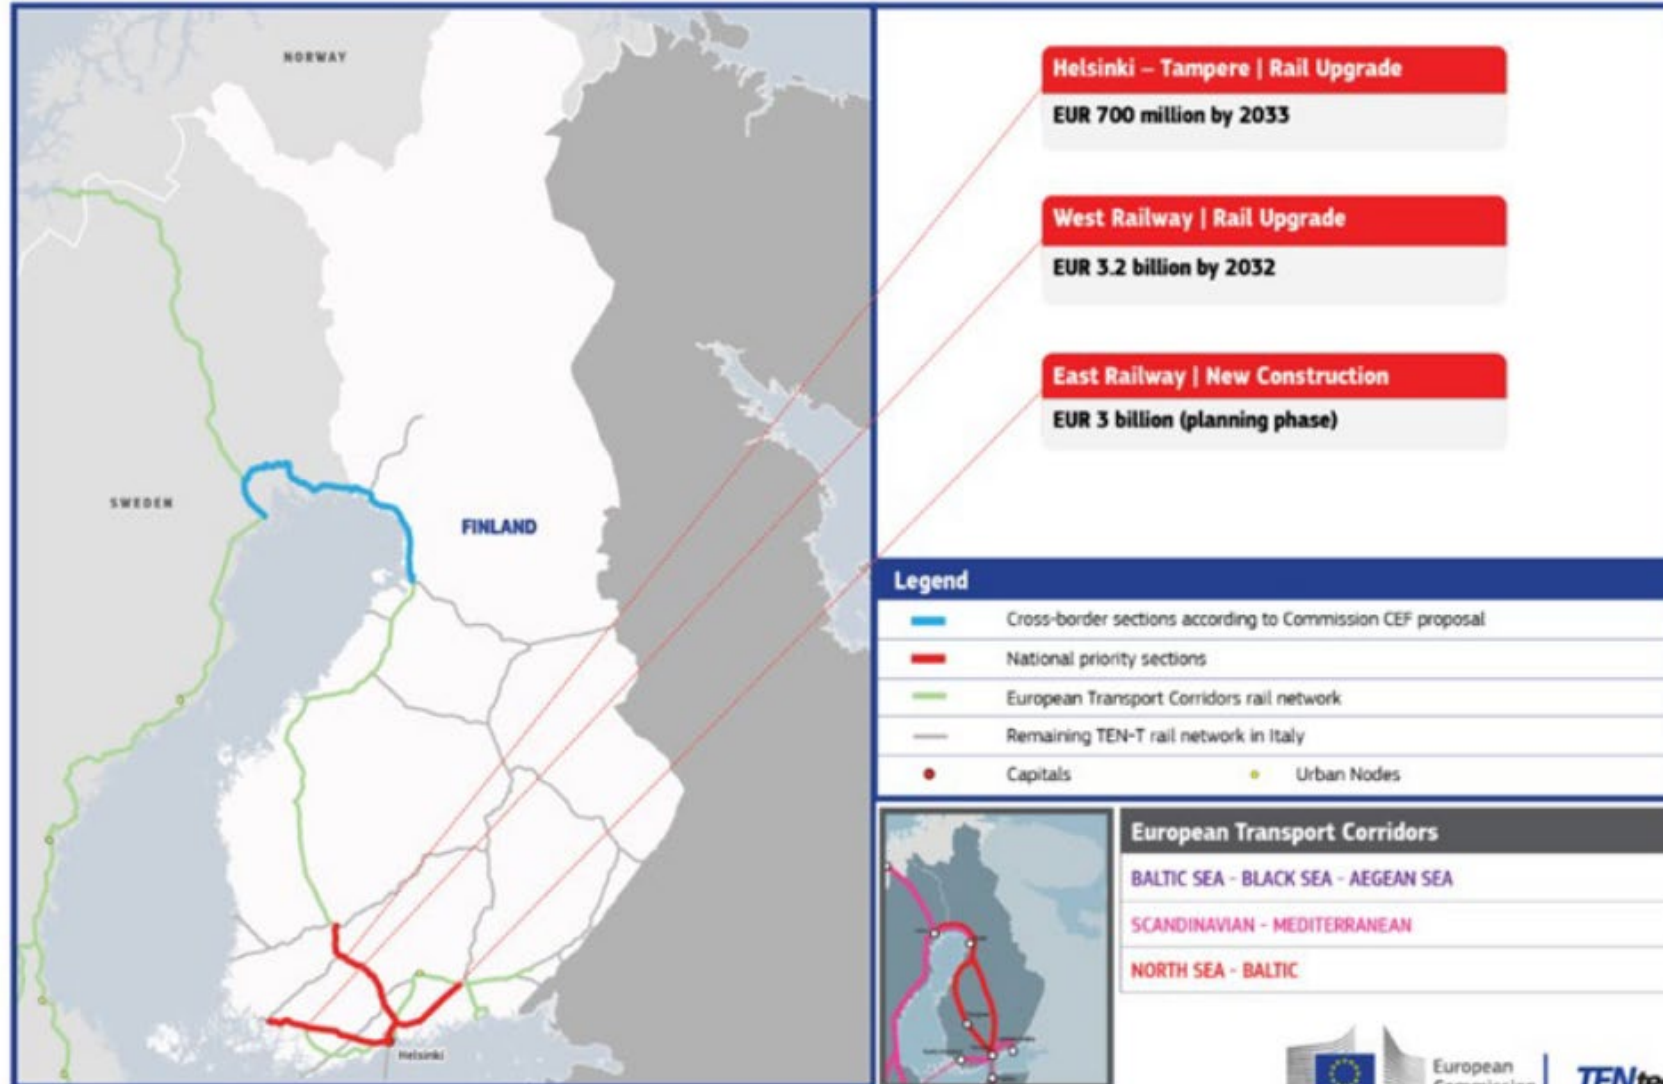 NORWAY
SWEDEN
FINLAND
Helsinki
Helsinki – Tampere | Rail Upgrade
EUR 700 million by 2033
West Railway | Rail Upgrade
EUR 3.2 billion by 2032
East Railway | New Construction
EUR 3 billion (planning phase)
Legend
Cross-border sections according to Commission CEF proposal
National priority sections
European Transport Corridors rail network
Remaining TEN-T rail network in Italy
Capitals
Urban Nodes
European Transport Corridors
BALTIC SEA - BLACK SEA - AEGEAN SEA
SCANDINAVIAN - MEDITERRANEAN
NORTH SEA - BALTIC
European